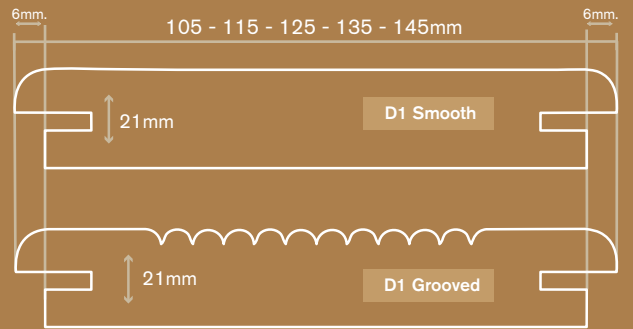 6mm.
105 - 115 - 125 - 135 - 145mm
6mm.
D1 Smooth
21mm
21mm
D1 Grooved